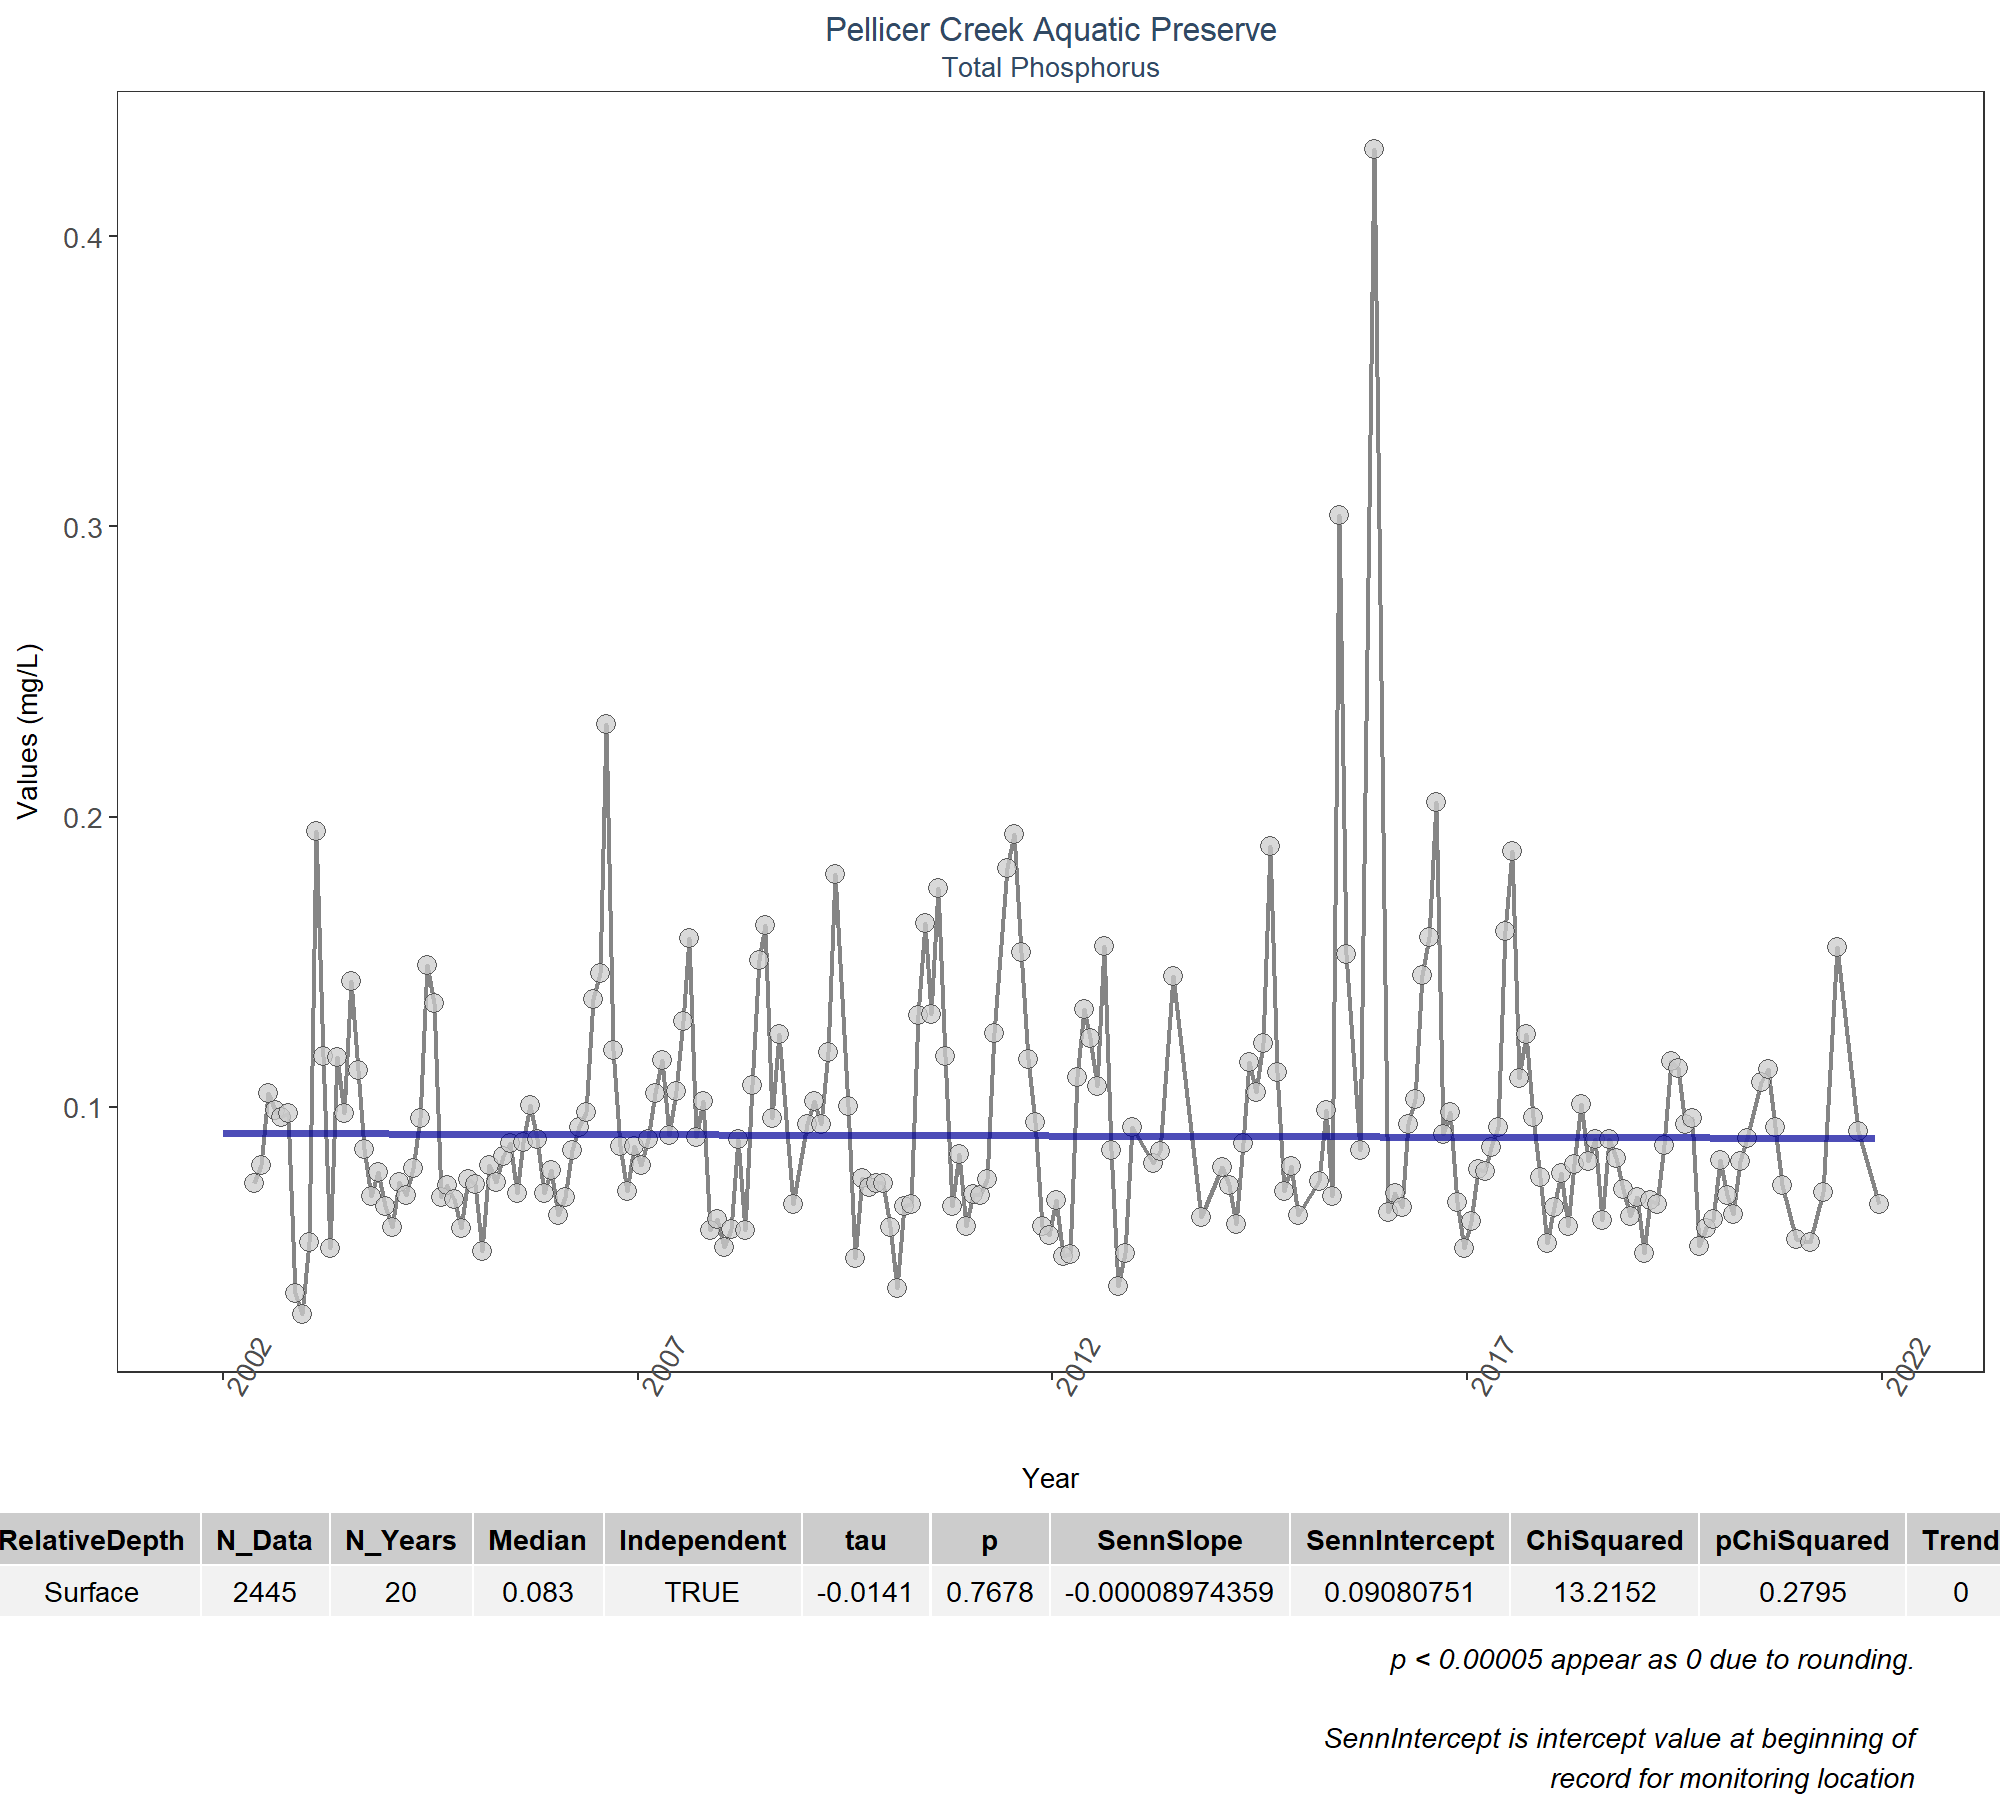 Pellicer Creek Aquatic Preserve
Total Phosphorus
Values (mg/L)
0.4
0.3
0.2
0.1
2002 2007 2012 2017 2022
Year
RelativeDepth N_Data N_Years Median Independent tau p SennSlope SennIntercept ChiSquared pChiSquared Trend
Surface 2445 20 0.083 TRUE -0.0141 0.7678 -0.00008974359 0.09080751 13.2152 0.2795 0
p < 0.00005 appear as 0 due to rounding.
SennIntercept is intercept value at beginning of
record for monitoring location